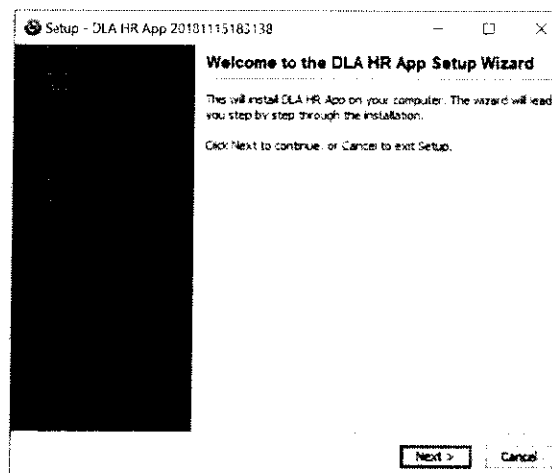 Setup - DLA HR App 20181115183138
Welcome to the DLA HR App Setup Wizard
This will install DLA HR App on your computer. The wizard will lead
you step by step through the installation.
Click Next to continue, or Cancel to exit Setup.
Next >
Cancel